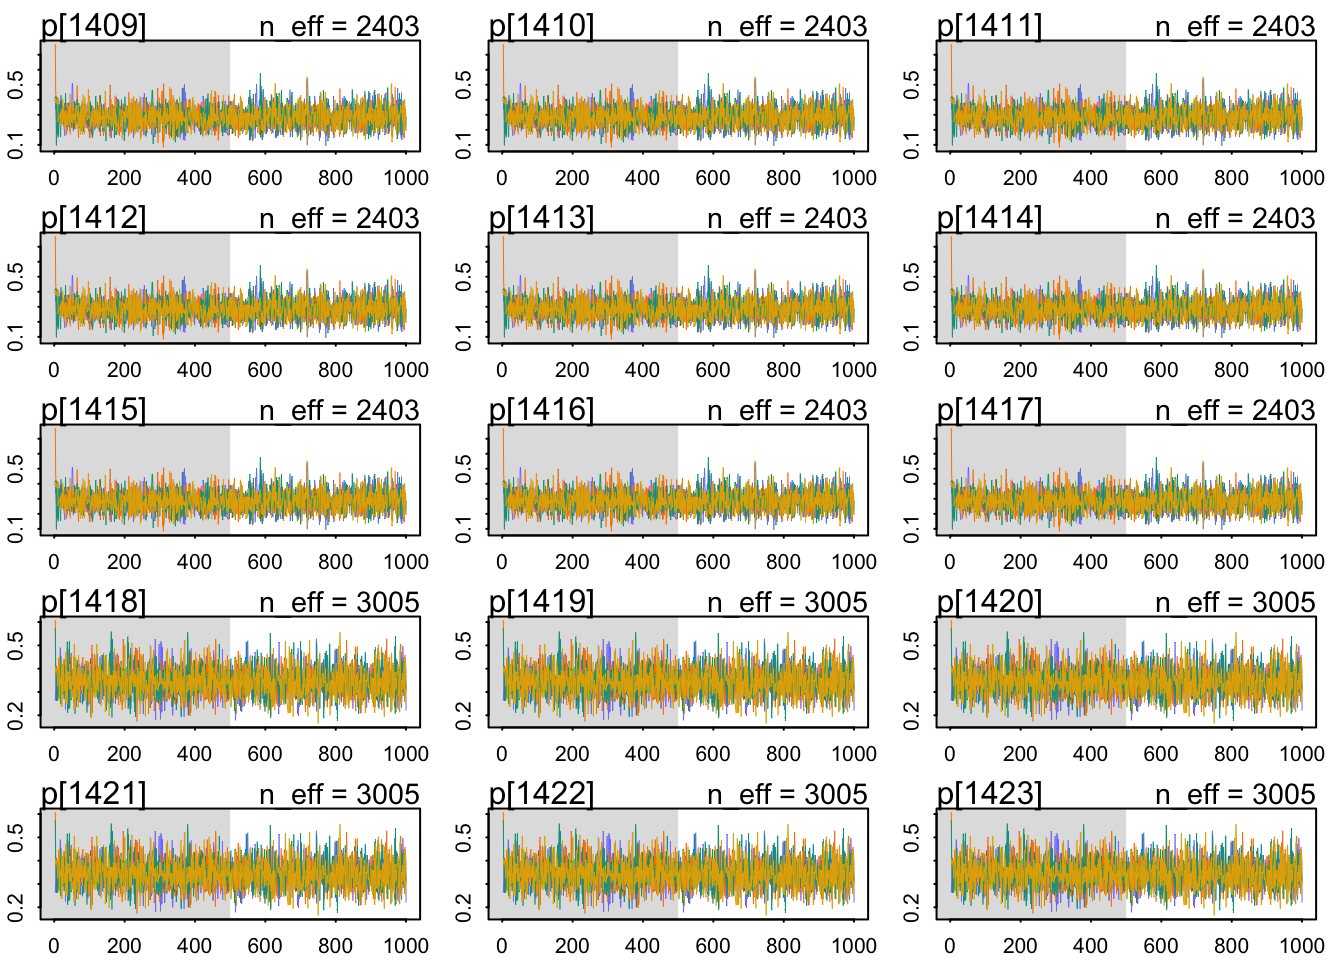 p[1409] n_eff = 2403 p[1410] n_eff = 2403 p[1411] n_eff = 2403
0.1 0.5 0.1 0.5 0.1 0.5
0 200 400 600 800 1000 0 200 400 600 800 1000 0 200 400 600 800 1000
p[1412] n_eff = 2403 p[1413] n_eff = 2403 p[1414] n_eff = 2403
0.1 0.5 0.1 0.5 0.1 0.5
0 200 400 600 800 1000 0 200 400 600 800 1000 0 200 400 600 800 1000
p[1415] n_eff = 2403 p[1416] n_eff = 2403 p[1417] n_eff = 2403
0.1 0.5 0.1 0.5 0.1 0.5
0 200 400 600 800 1000 0 200 400 600 800 1000 0 200 400 600 800 1000
p[1418] n_eff = 3005 p[1419] n_eff = 3005 p[1420] n_eff = 3005
0.2 0.5 0.2 0.5 0.2 0.5
0 200 400 600 800 1000 0 200 400 600 800 1000 0 200 400 600 800 1000
p[1421] n_eff = 3005 p[1422] n_eff = 3005 p[1423] n_eff = 3005
0.2 0.5 0.2 0.5 0.2 0.5
0 200 400 600 800 1000 0 200 400 600 800 1000 0 200 400 600 800 1000